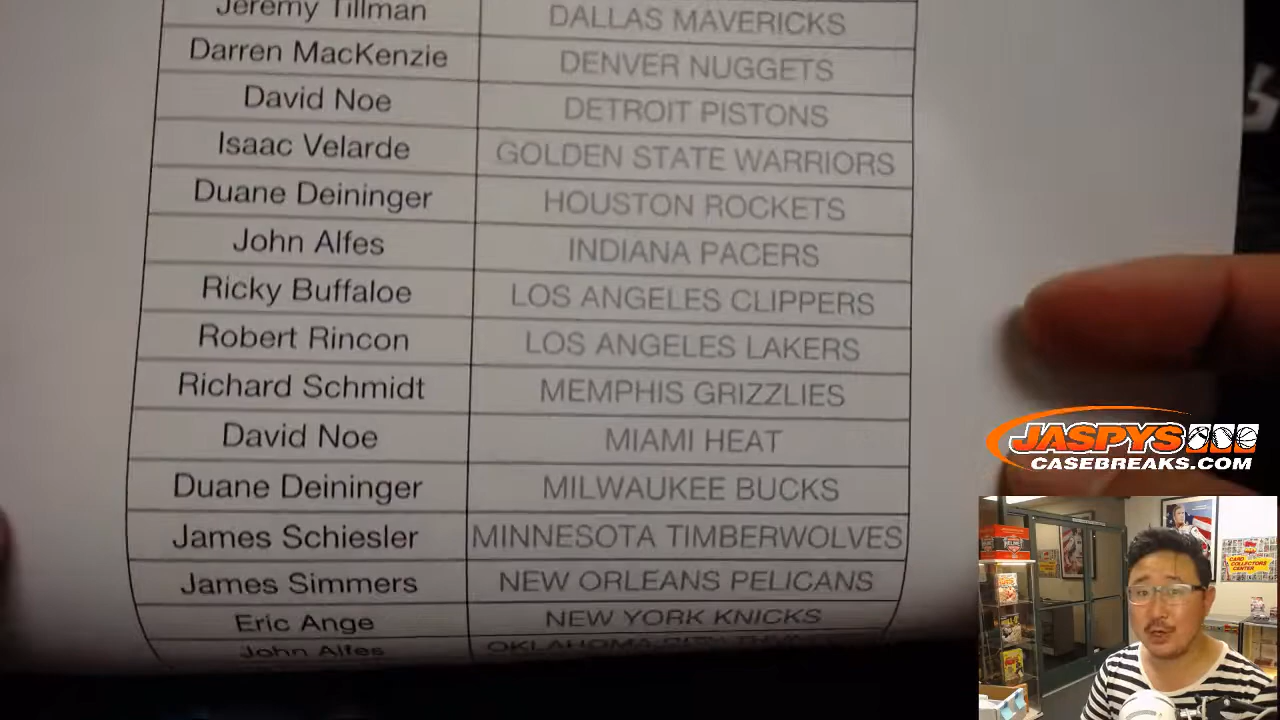 Jeremy Tillman DALLAS MAVERICKS
Darren MacKenzie DENVER NUGGETS
David Noe DETROIT PISTONS
Isaac Velarde GOLDEN STATE WARRIORS
Duane Deininger HOUSTON ROCKETS
John Alfes INDIANA PACERS
Ricky Buffaloe LOS ANGELES CLIPPERS
Robert Rincon LOS ANGELES LAKERS
Richard Schmidt MEMPHIS GRIZZLIES
David Noe MIAMI HEAT
Duane Deininger MILWAUKEE BUCKS
James Schiesler MINNESOTA TIMBERWOLVES
James Simmers NEW ORLEANS PELICANS
Eric Ange NEW YORK KNICKS
John Alfes OKLAHOMA
JASPYS
CASEBREAKS.COM